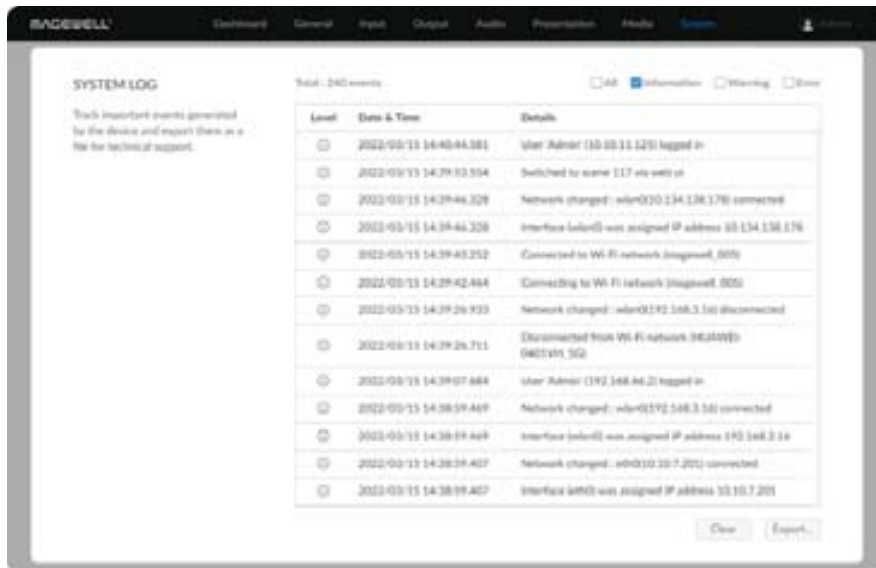 MAGEWELL
Dashboard General Input Output Audio Presentation Media System Admin
SYSTEM LOG
Track important events generated
by the device and export them as a
file for technical support.
Total: 240 events
All Information Warning Error
Level Date & Time Details
2022/03/15 14:40:44.581 User 'Admin' (10.10.11.125) logged in
2022/03/15 14:39:53.554 Switched to scene 117 via web ui
2022/03/15 14:39:46.328 Network changed: wlan0(10.134.138.178) connected
2022/03/15 14:39:46.328 Interface (wlan0) was assigned IP address 10.134.138.178
2022/03/15 14:39:43.252 Connected to Wi-Fi network (magewell_005)
2022/03/15 14:39:42.464 Connecting to Wi-Fi network (magewell_005)
2022/03/15 14:39:26.933 Network changed: wlan0(192.168.3.16) disconnected
2022/03/15 14:39:26.711 Disconnected from Wi-Fi network
2022/03/15 14:39:07.684 User 'Admin' (192.168.66.2) logged in
2022/03/15 14:38:59.469 Network changed: wlan0(192.168.3.16) connected
2022/03/15 14:38:59.469 Interface (wlan0) was assigned IP address 192.168.3.16
2022/03/15 14:38:59.407 Network changed: eth0(10.10.7.201) connected
2022/03/15 14:38:59.407 Interface (eth0) was assigned IP address 10.10.7.201
Clear Export...